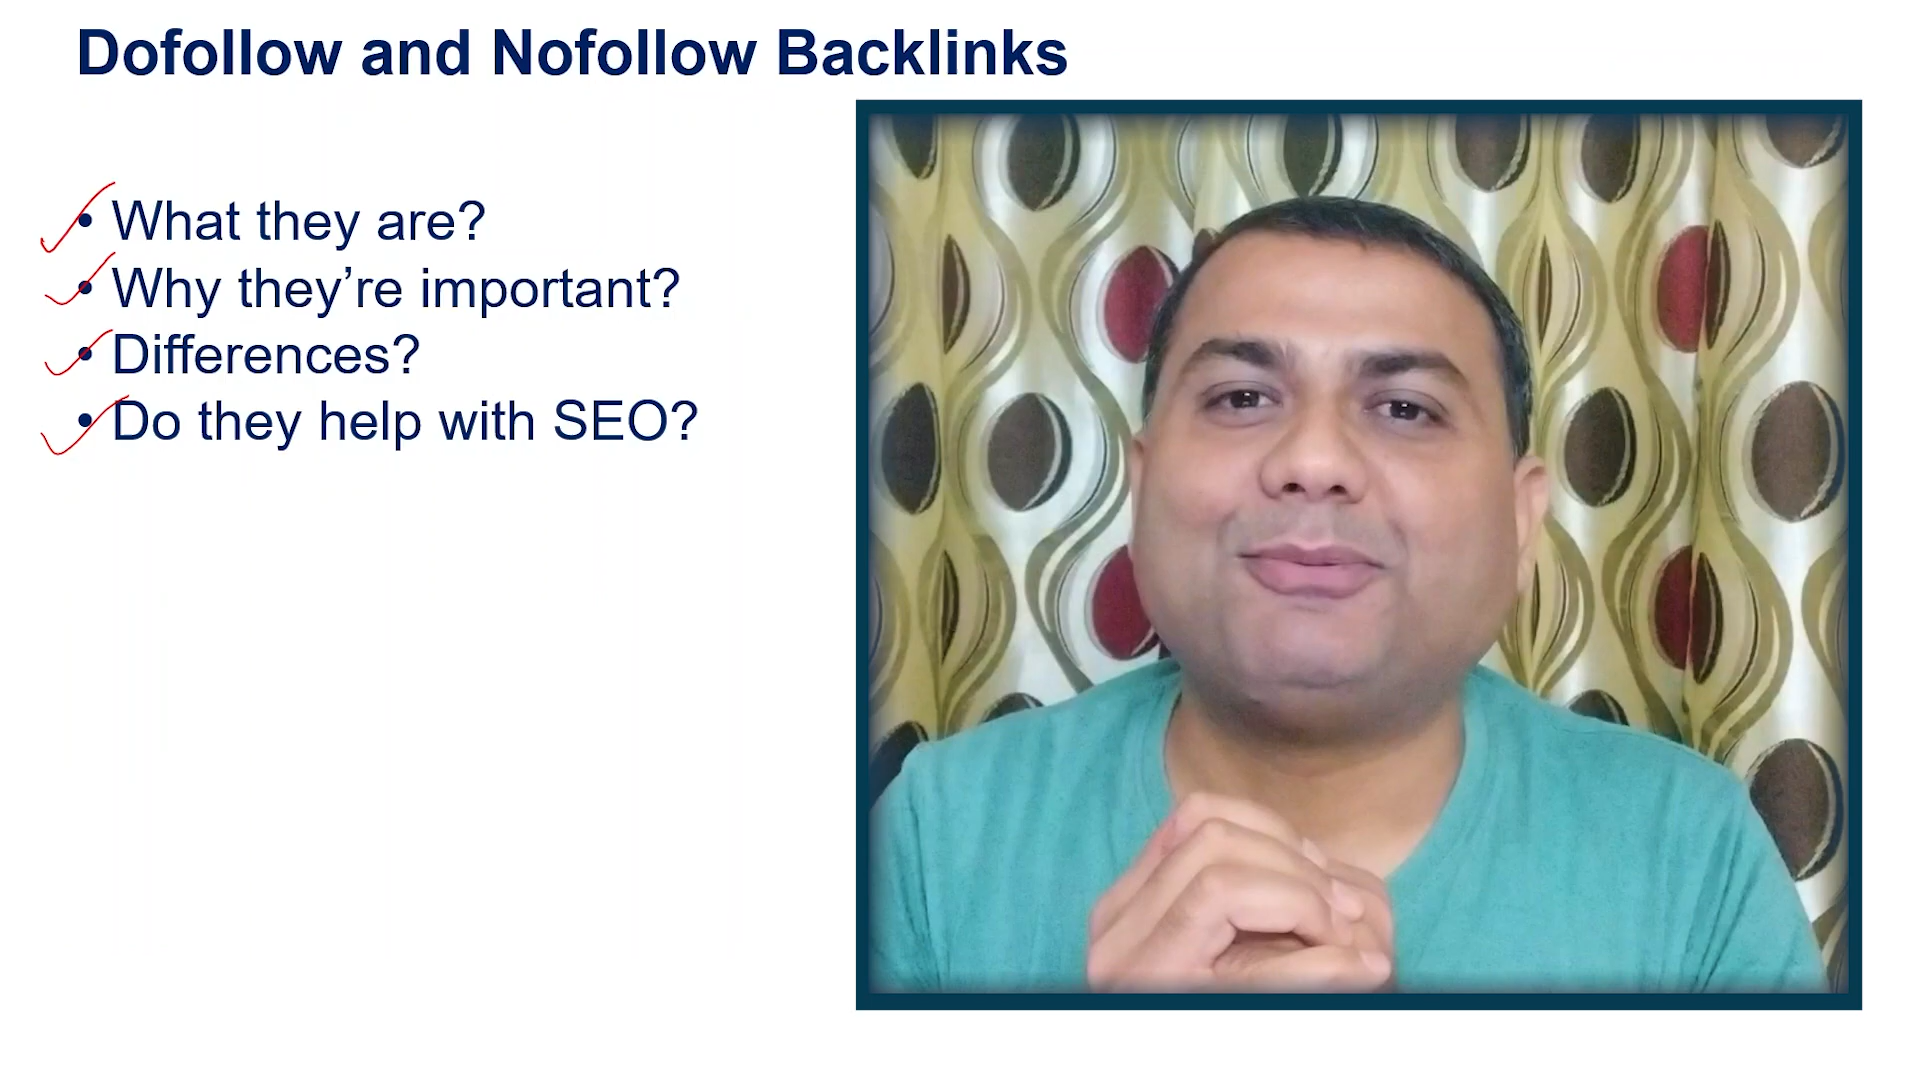 Dofollow and Nofollow Backlinks
• What they are?
• Why they’re important?
• Differences?
• Do they help with SEO?